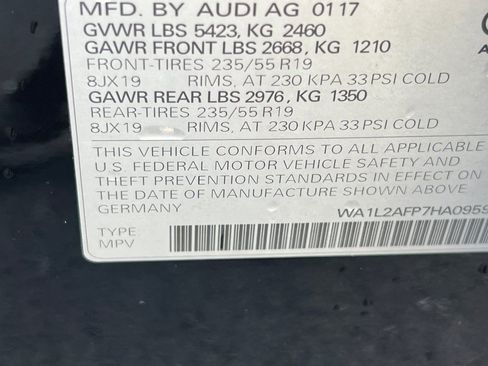 MFD. BY AUDI AG 01 17
GVWR LBS 5423, KG 2460
GAWR FRONT LBS 2668, KG 1210
FRONT-TIRES 235/55 R19
8JX19 RIMS, AT 230 KPA 33 PSI COLD
GAWR REAR LBS 2976, KG 1350
REAR-TIRES 235/55 R19
8JX19 RIMS, AT 230 KPA 33 PSI COLD
THIS VEHICLE CONFORMS TO ALL APPLICABLE
U.S. FEDERAL MOTOR VEHICLE SAFETY AND
THEFT PREVENTION STANDARDS IN EFFECT ON
THE DATE OF MANUFACTURE SHOWN ABOVE.
GERMANY WA1L2AFP7HA0959
TYPE
MPV